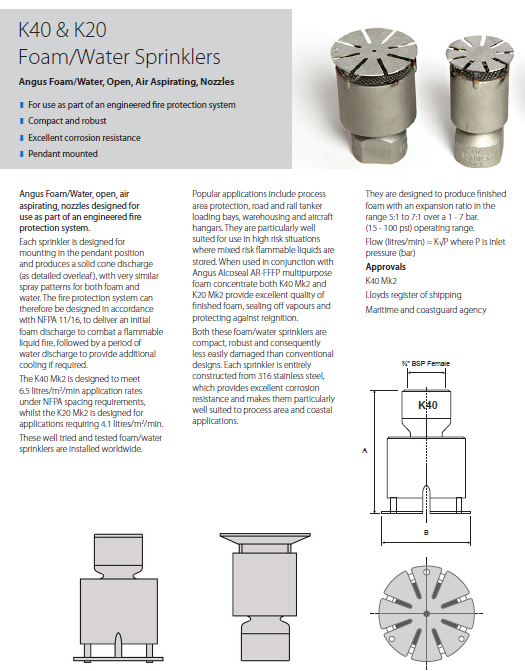 K40 & K20
Foam/Water Sprinklers
Angus Foam/Water, Open, Air Aspirating, Nozzles
For use as part of an engineered fire protection system
Compact and robust
Excellent corrosion resistance
Pendant mounted
Angus Foam/Water, open, air
aspirating, nozzles designed for
use as part of an engineered fire
protection system.
Each sprinkler is designed for
mounting in the pendant position
and produces a solid cone discharge
(as detailed overleaf), with very similar
spray patterns for both foam and
water. The fire protection system can
therefore be designed in accordance
with NFPA 11/16, to deliver an initial
foam discharge to combat a flammable
liquid fire, followed by a period of
water discharge to provide additional
cooling if required.
The K40 Mk2 is designed to meet
6.5 litres/m²/min application rates
under NFPA spacing requirements,
whilst the K20 Mk2 is designed for
applications requiring 4.1 litres/m²/min.
These well tried and tested foam/water
sprinklers are installed worldwide.
Popular applications include process
area protection, road and rail tanker
loading bays, warehousing and aircraft
hangars. They are particularly well
suited for use in high risk situations
where mixed risk flammable liquids are
stored. When used in conjunction with
Angus Alcoseal AR-FFFP multipurpose
foam concentrate both K40 Mk2 and
K20 Mk2 provide excellent quality of
finished foam, sealing off vapours and
protecting against reignition.
Both these foam/water sprinklers are
compact, robust and consequently
less easily damaged than conventional
designs. Each sprinkler is entirely
constructed from 316 stainless steel,
which provides excellent corrosion
resistance and makes them particularly
well suited to process area and coastal
applications.
They are designed to produce finished
foam with an expansion ratio in the
range 5:1 to 7:1 over a 1 - 7 bar.
(15 - 100 psi) operating range.
Flow (litres/min) = K√P where P is inlet
pressure (bar)
Approvals
K40 Mk2
Lloyds register of shipping
Maritime and coastguard agency
¾" BSP Female
K40
A
B